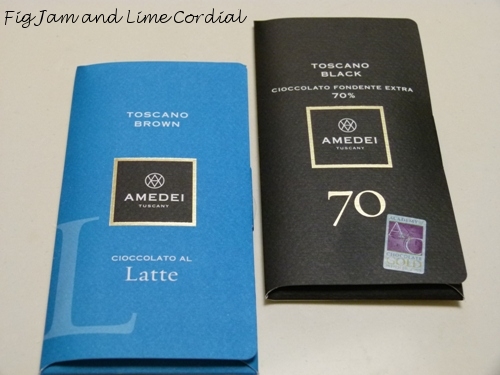 Fig Jam and Lime Cordial
TOSCANO
BROWN
AMEDEI
TUSCANY
CIOCCOLATO AL
Latte
L
TOSCANO
BLACK
CIOCCOLATO FONDENTE EXTRA
70%
AMEDEI
TUSCANY
70
A
C